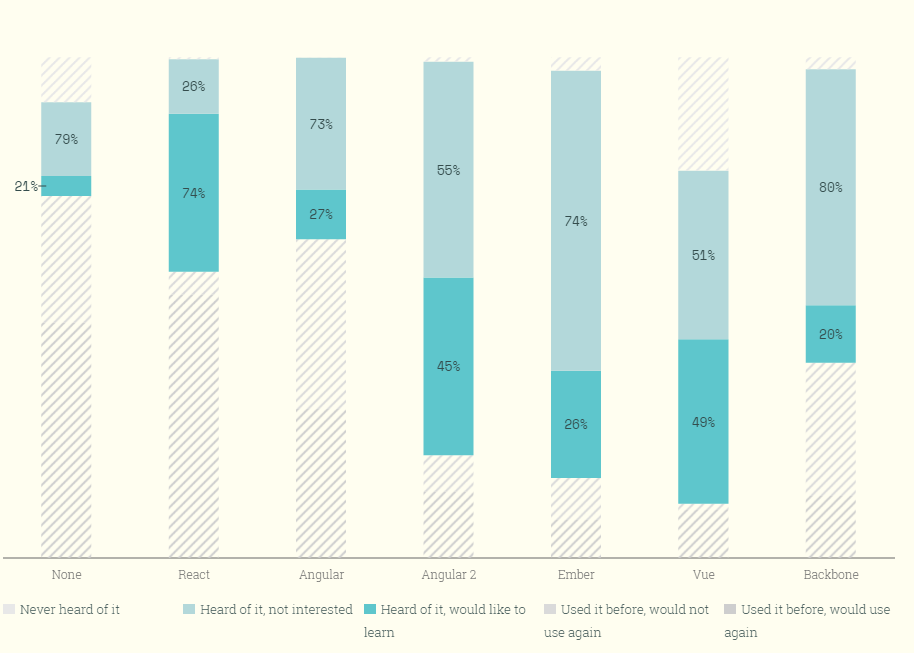 79%
21%
26%
74%
73%
27%
55%
45%
74%
26%
51%
49%
80%
20%
None
React
Angular
Angular 2
Ember
Vue
Backbone
Never heard of it
Heard of it, not interested
Heard of it, would like to
learn
Used it before, would not
use again
Used it before, would use
again